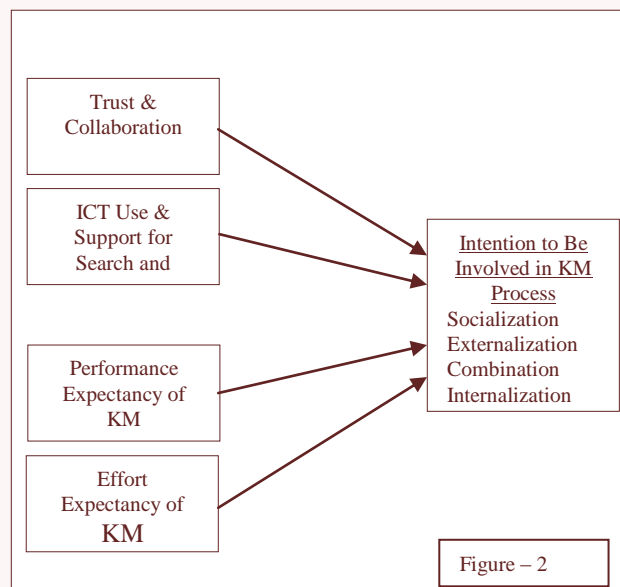 Trust &
Collaboration
ICT Use &
Support for
Search and
Performance
Expectancy of
KM
Effort
Expectancy of
KM
Intention to Be
Involved in KM
Process
Socialization
Externalization
Combination
Internalization
Figure – 2